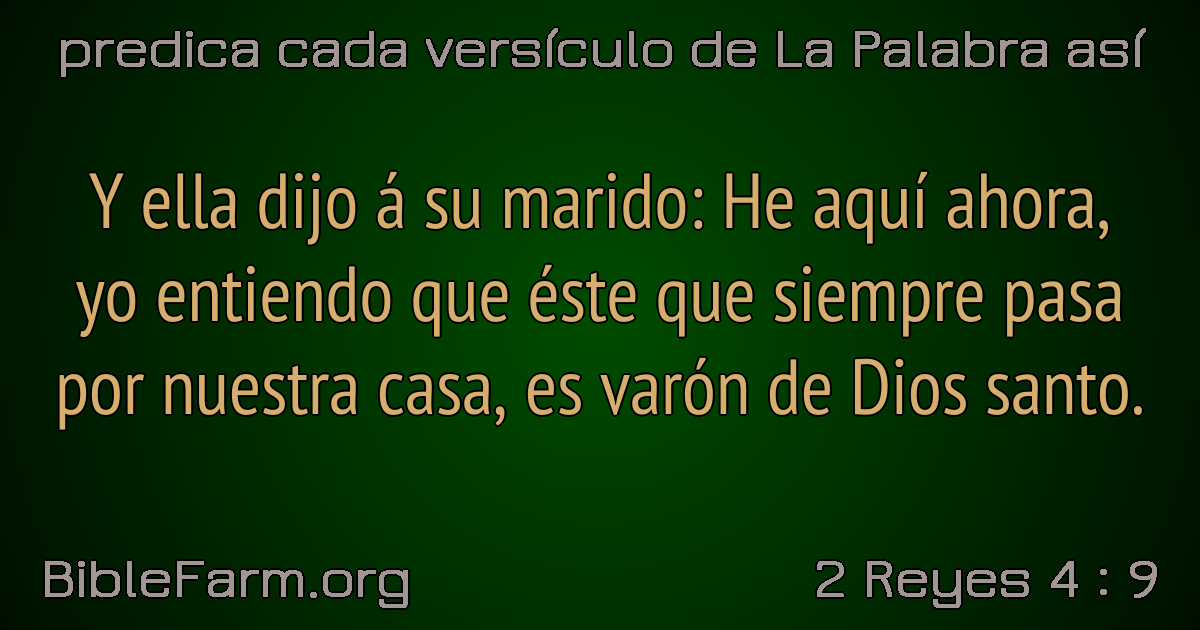 predica cada versículo de La Palabra así
Y ella dijo á su marido: He aquí ahora,
yo entiendo que éste que siempre pasa
por nuestra casa, es varón de Dios santo.
BibleFarm.org
2 Reyes 4 : 9